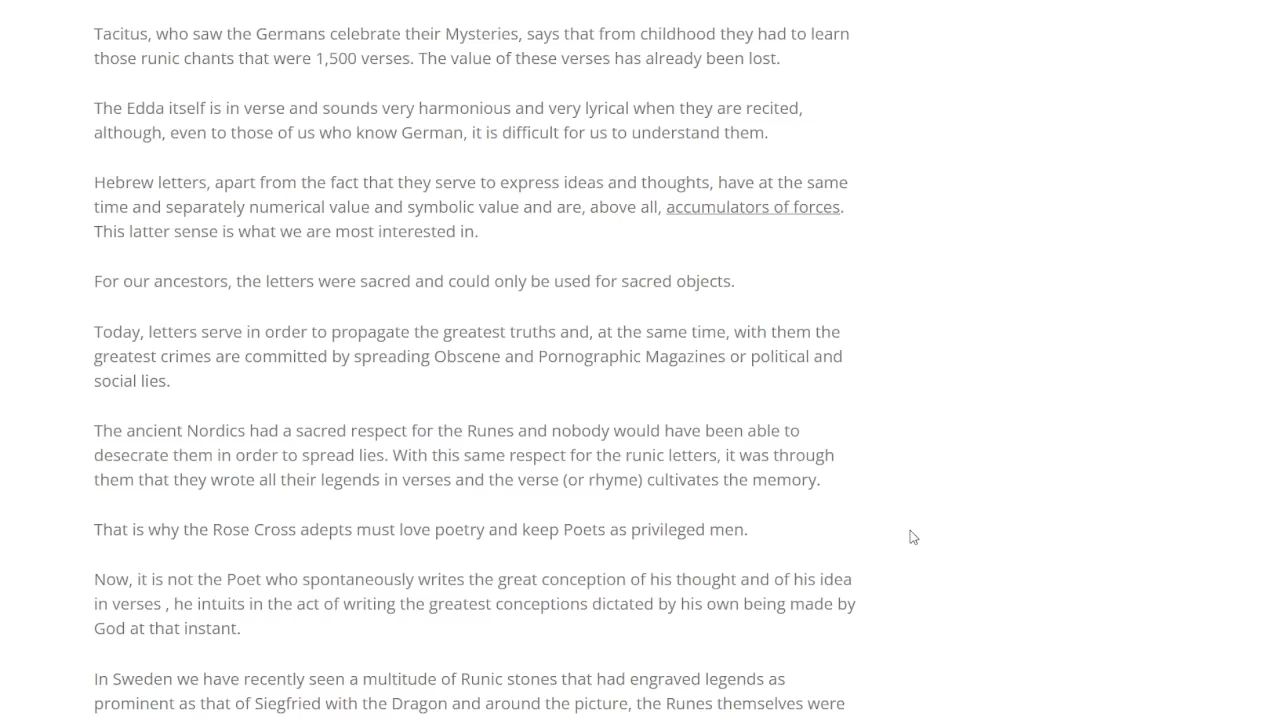 Tacitus, who saw the Germans celebrate their Mysteries, says that from childhood they had to learn
those runic chants that were 1,500 verses. The value of these verses has already been lost.
The Edda itself is in verse and sounds very harmonious and very lyrical when they are recited,
although, even to those of us who know German, it is difficult for us to understand them.
Hebrew letters, apart from the fact that they serve to express ideas and thoughts, have at the same
time and separately numerical value and symbolic value and are, above all, accumulators of forces.
This latter sense is what we are most interested in.
For our ancestors, the letters were sacred and could only be used for sacred objects.
Today, letters serve in order to propagate the greatest truths and, at the same time, with them the
greatest crimes are committed by spreading Obscene and Pornographic Magazines or political and
social lies.
The ancient Nordics had a sacred respect for the Runes and nobody would have been able to
desecrate them in order to spread lies. With this same respect for the runic letters, it was through
them that they wrote all their legends in verses and the verse (or rhyme) cultivates the memory.
That is why the Rose Cross adepts must love poetry and keep Poets as privileged men.
Now, it is not the Poet who spontaneously writes the great conception of his thought and of his idea
in verses , he intuits in the act of writing the greatest conceptions dictated by his own being made by
God at that instant.
In Sweden we have recently seen a multitude of Runic stones that had engraved legends as
prominent as that of Siegfried with the Dragon and around the picture, the Runes themselves were